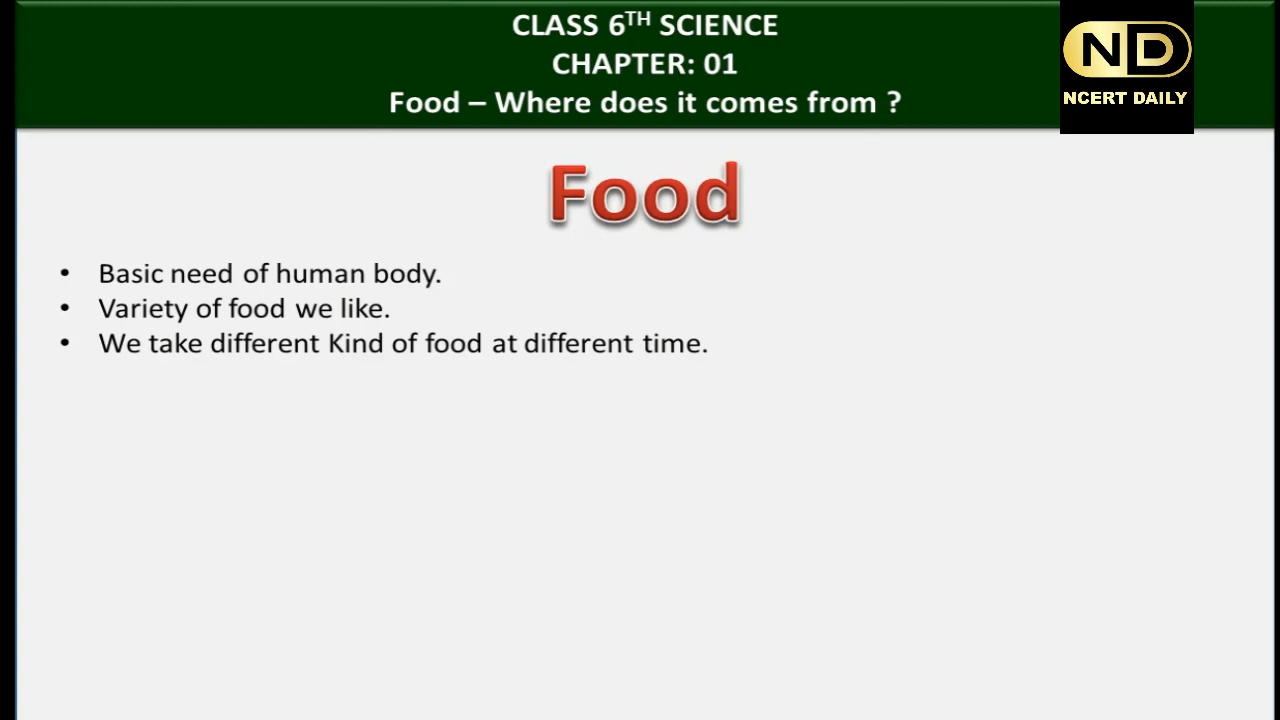 CLASS 6TH SCIENCE
CHAPTER: 01
Food – Where does it comes from ?
ND
NCERT DAILY
Food
• Basic need of human body.
• Variety of food we like.
• We take different Kind of food at different time.